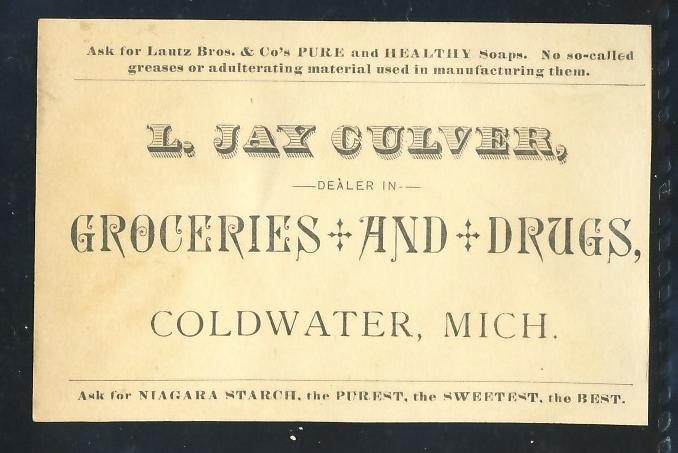 Ask for Lautz Bros. & Co's PURE and HEALTHY Soaps. No so-called
greases or adulterating material used in manufacturing them.
L. JAY CULVER,
—DEALER IN—
GROCERIES AND DRUGS,
COLDWATER, MICH.
Ask for NIAGARA STARCH, the PUREST, the SWEETEST, the BEST.